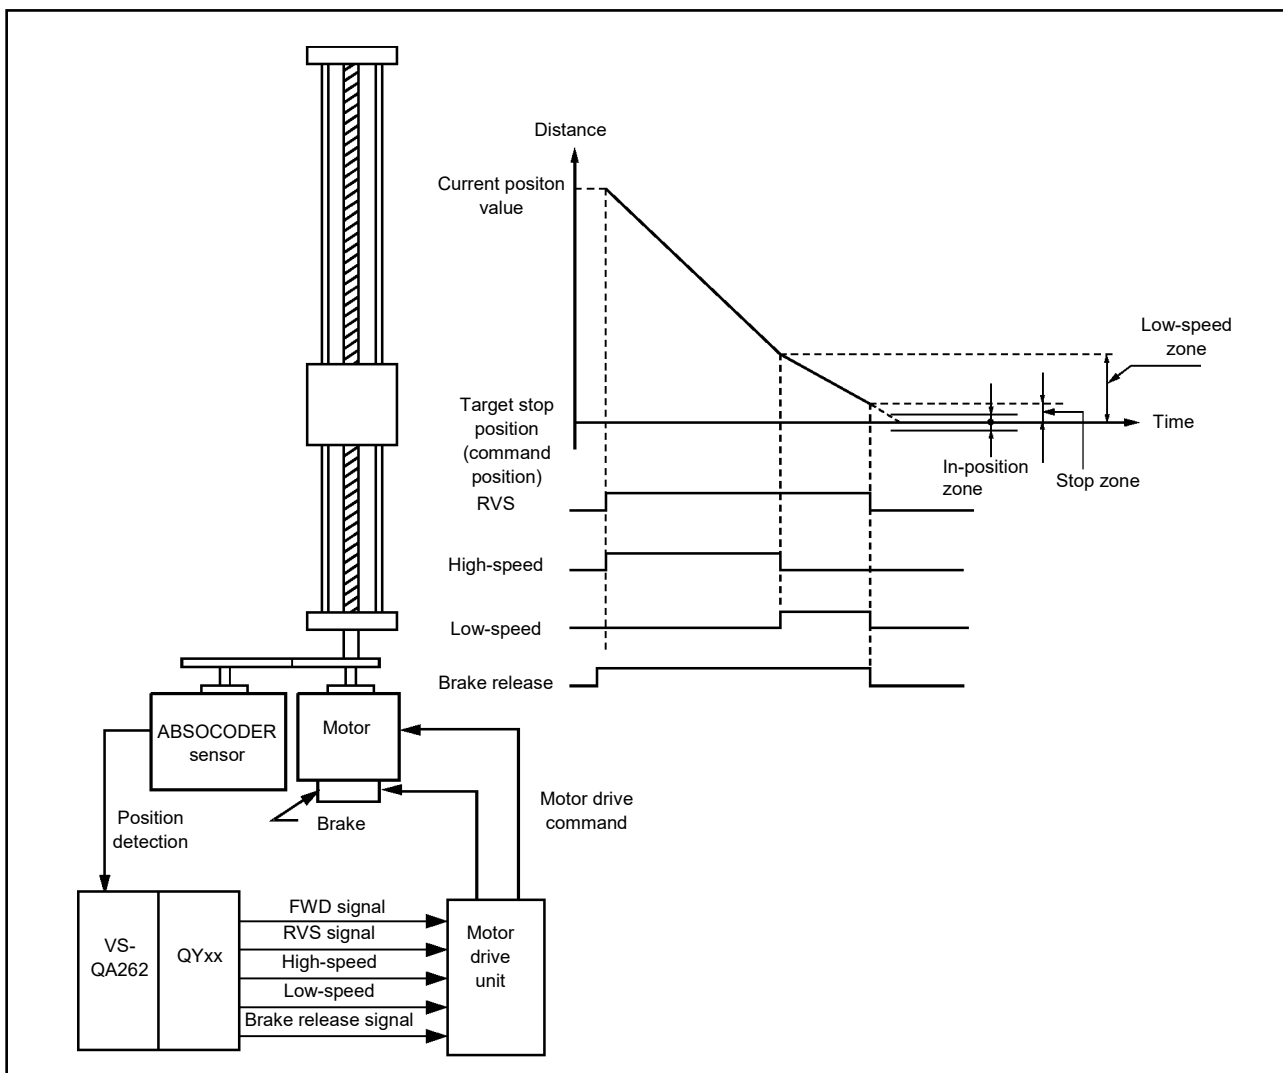 Distance
Current positon
value
Low-speed
zone
Target stop
position
(command
position)
Time
In-position
zone
Stop zone
RVS
High-speed
Low-speed
Brake release
ABSOCODER
sensor
Motor
Position
detection
Brake
Motor drive
command
VS-
QA262
QYxx
FWD signal
RVS signal
High-speed
Low-speed
Brake release signal
Motor
drive
unit